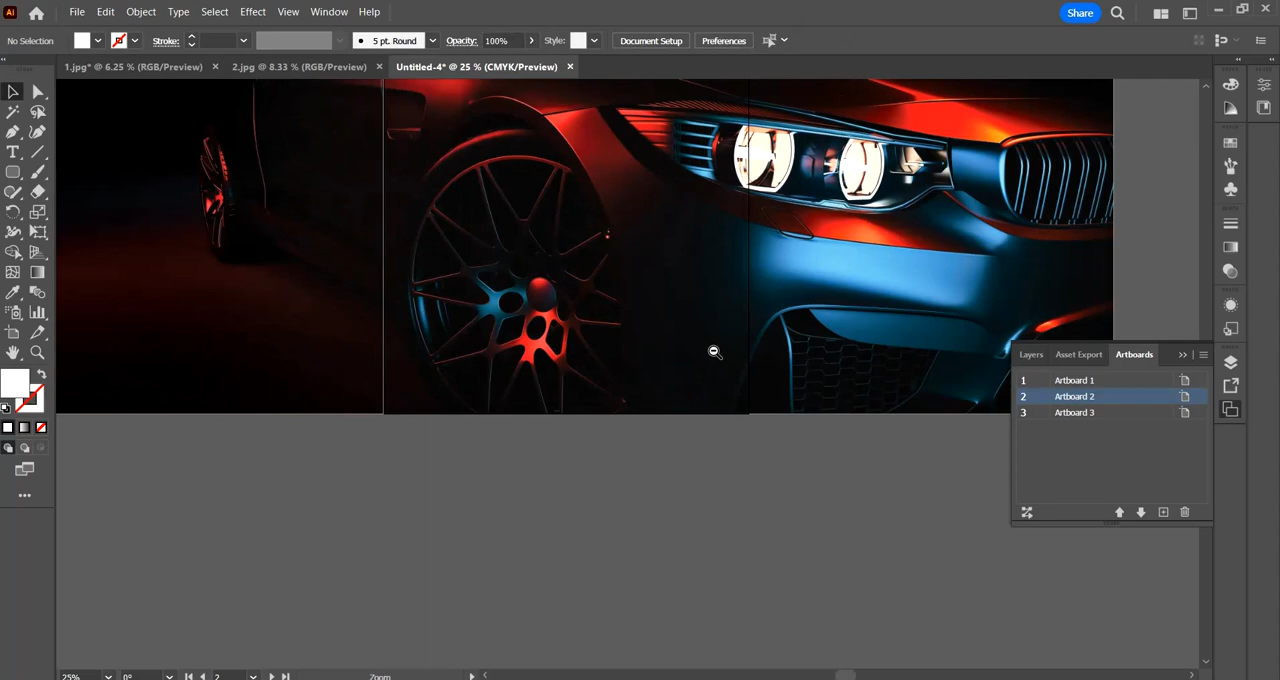 Ai
File Edit Object Type Select Effect View Window Help
Share
No Selection
Stroke:
5 pt. Round
Opacity: 100%
Style:
Document Setup
Preferences
1.jpg* @ 6.25 % (RGB/Preview)
2.jpg @ 8.33 % (RGB/Preview)
Untitled-4* @ 25 % (CMYK/Preview)
Layers Asset Export Artboards
1 Artboard 1
2 Artboard 2
3 Artboard 3
25% 0° 2 Zoom